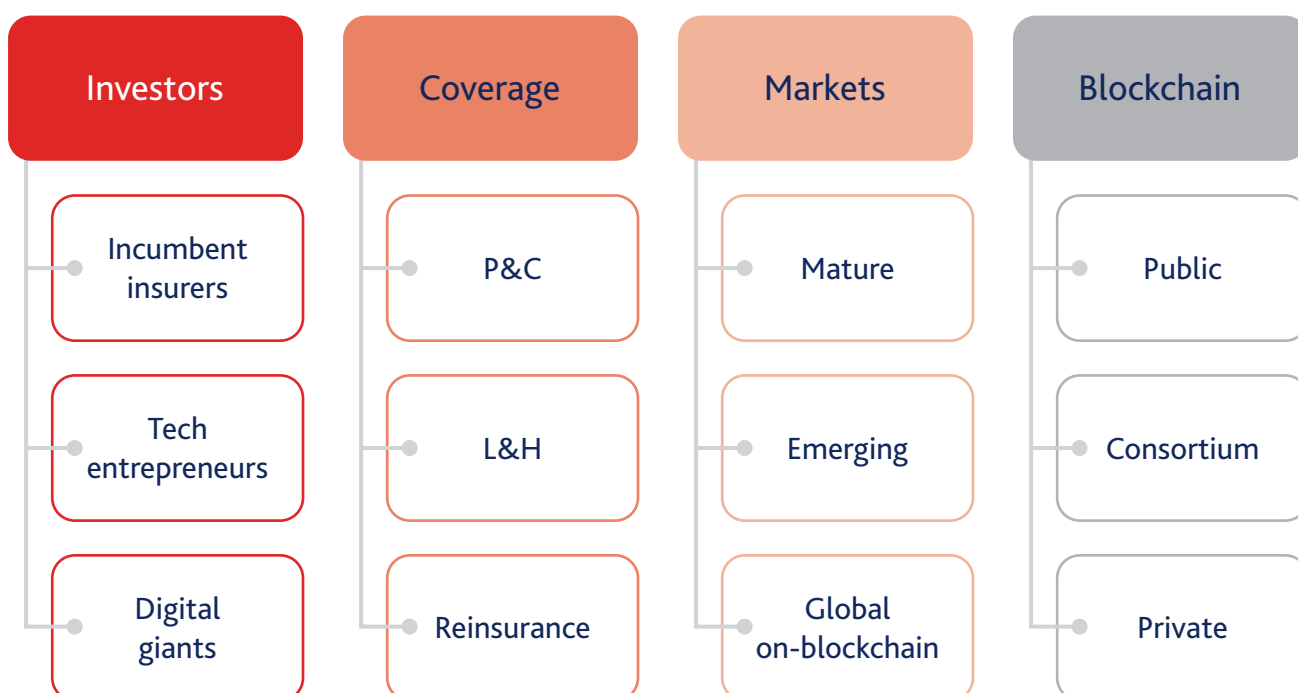 Investors
Incumbent
insurers
Tech
entrepreneurs
Digital
giants
Coverage
P&C
L&H
Reinsurance
Markets
Mature
Emerging
Global
on-blockchain
Blockchain
Public
Consortium
Private